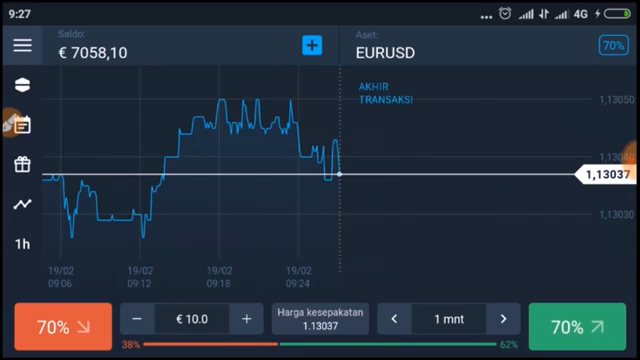 9:27
4G
Saldo:
€ 7058,10
+
Aset:
EURUSD
70%
AKHIR
TRANSAKSI
1,13050
1,13040
1,13037
1,13030
1h
19/02 19/02 19/02 19/02
09:06 09:12 09:18 09:24
70%
− € 10.0 +
Harga kesepakatan
1.13037
< 1 mnt >
70%
38% 62%